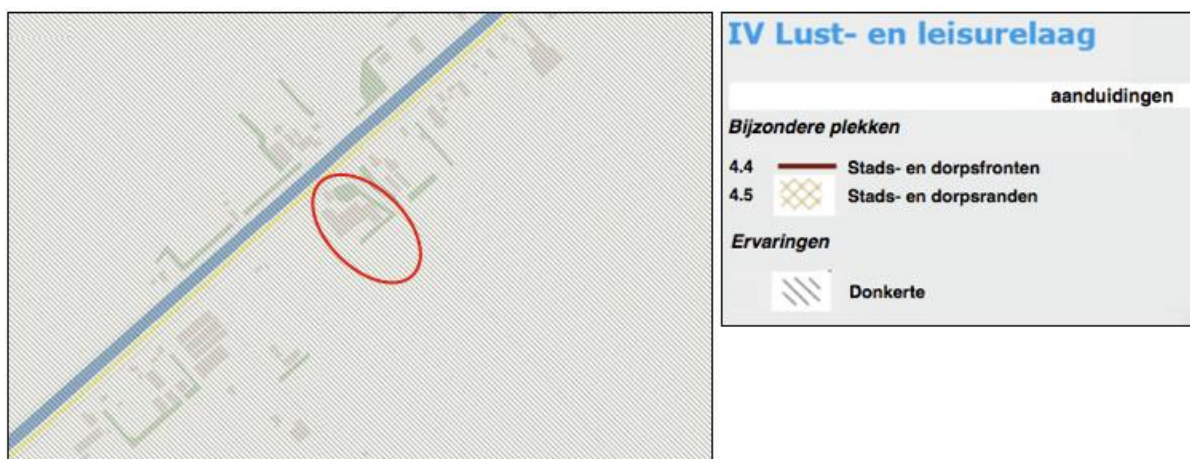 IV Lust- en leisurelaag
aanduidingen
Bijzondere plekken
4.4 Stads- en dorpsfronten
4.5 Stads- en dorpsranden
Ervaringen
Donkerte